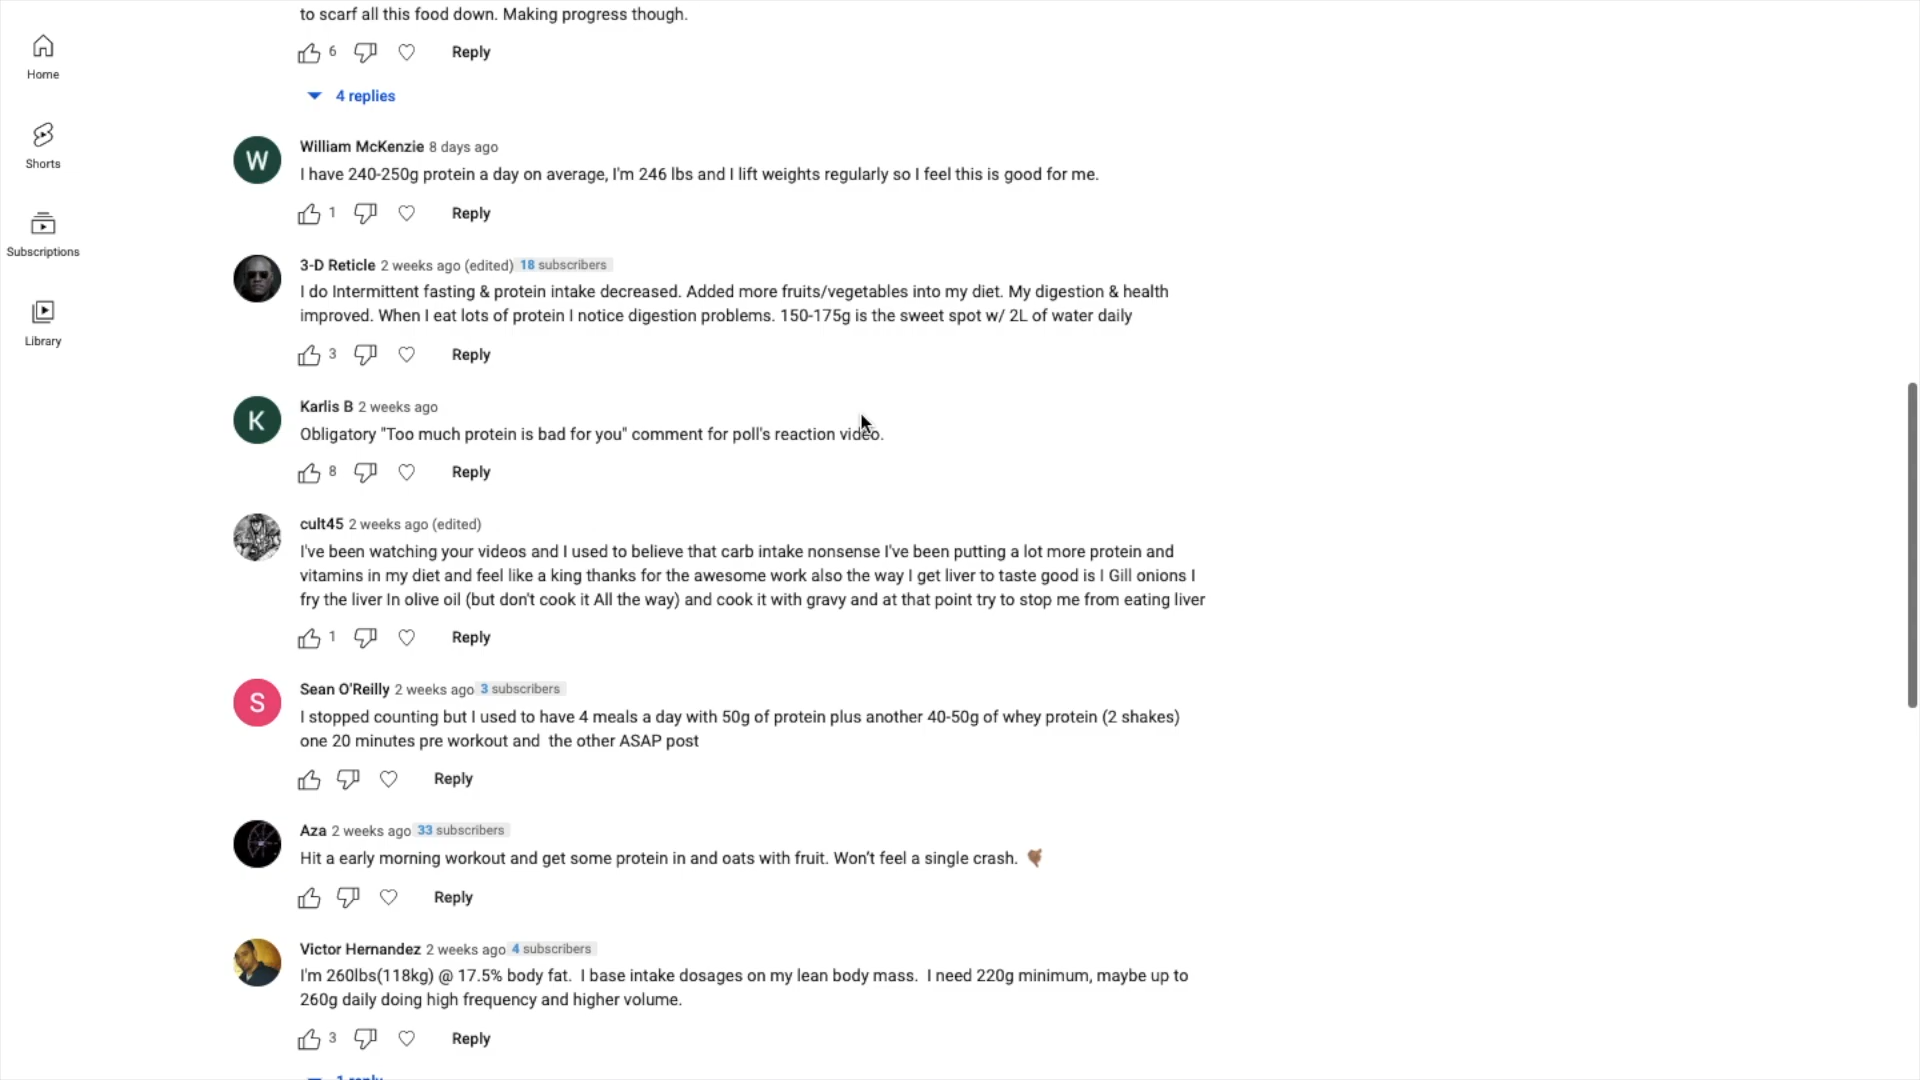 to scarf all this food down. Making progress though.
6 Reply
4 replies
Home
Shorts
Subscriptions
Library
W
William McKenzie 8 days ago
I have 240-250g protein a day on average, I'm 246 lbs and I lift weights regularly so I feel this is good for me.
1 Reply
3-D Reticle 2 weeks ago (edited) 18 subscribers
I do Intermittent fasting & protein intake decreased. Added more fruits/vegetables into my diet. My digestion & health
improved. When I eat lots of protein I notice digestion problems. 150-175g is the sweet spot w/ 2L of water daily
3 Reply
K
Karlis B 2 weeks ago
Obligatory "Too much protein is bad for you" comment for poll's reaction video.
8 Reply
cult45 2 weeks ago (edited)
I've been watching your videos and I used to believe that carb intake nonsense I've been putting a lot more protein and
vitamins in my diet and feel like a king thanks for the awesome work also the way I get liver to taste good is I Gill onions I
fry the liver In olive oil (but don't cook it All the way) and cook it with gravy and at that point try to stop me from eating liver
1 Reply
S
Sean O'Reilly 2 weeks ago 3 subscribers
I stopped counting but I used to have 4 meals a day with 50g of protein plus another 40-50g of whey protein (2 shakes)
one 20 minutes pre workout and  the other ASAP post
Reply
Aza 2 weeks ago 33 subscribers
Hit a early morning workout and get some protein in and oats with fruit. Won't feel a single crash.
Reply
Victor Hernandez 2 weeks ago 4 subscribers
I'm 260lbs(118kg) @ 17.5% body fat.  I base intake dosages on my lean body mass.  I need 220g minimum, maybe up to
260g daily doing high frequency and higher volume.
3 Reply
1 reply